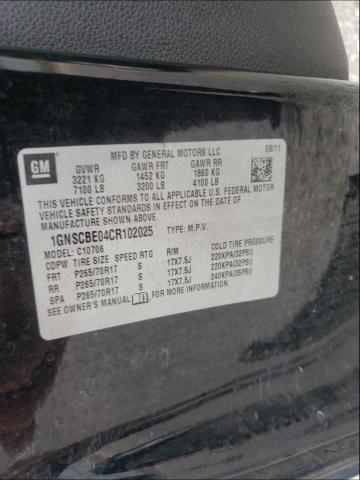 GM
MFD BY GENERAL MOTORS LLC 08/11
GVWR GAWR FRT GAWR RR
3221 KG 1452 KG 1860 KG
7100 LB 3200 LB 4100 LB
THIS VEHICLE CONFORMS TO ALL APPLICABLE U.S. FEDERAL MOTOR
VEHICLE SAFETY STANDARDS IN EFFECT ON THE DATE OF
MANUFACTURE SHOWN ABOVE.
1GNSCBE04CR102025 TYPE: M.P.V.
MODEL: C10706
CDPW TIRE SIZE SPEED RTG RIM COLD TIRE PRESSURE
FRT P265/70R17 S 17X7.5J 220KPA(32PSI)
RR P265/70R17 S 17X7.5J 220KPA(32PSI)
SPA P265/70R17 S 17X7.5J 240KPA(35PSI)
SEE OWNER'S MANUAL FOR MORE INFORMATION.